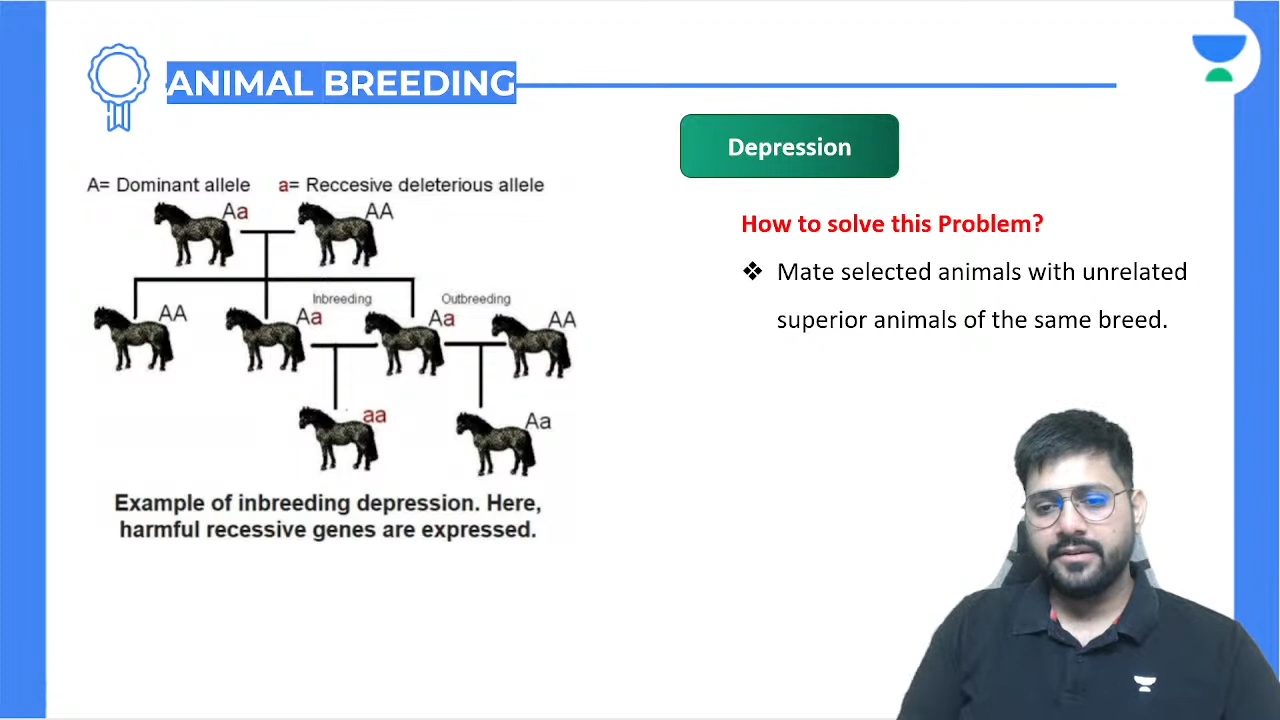 ANIMAL BREEDING
Depression
A= Dominant allele a= Reccesive deleterious allele
Aa
AA
How to solve this Problem?
❖ Mate selected animals with unrelated
superior animals of the same breed.
Inbreeding
Outbreeding
AA
Aa
Aa
AA
aa
Aa
Example of inbreeding depression. Here,
harmful recessive genes are expressed.